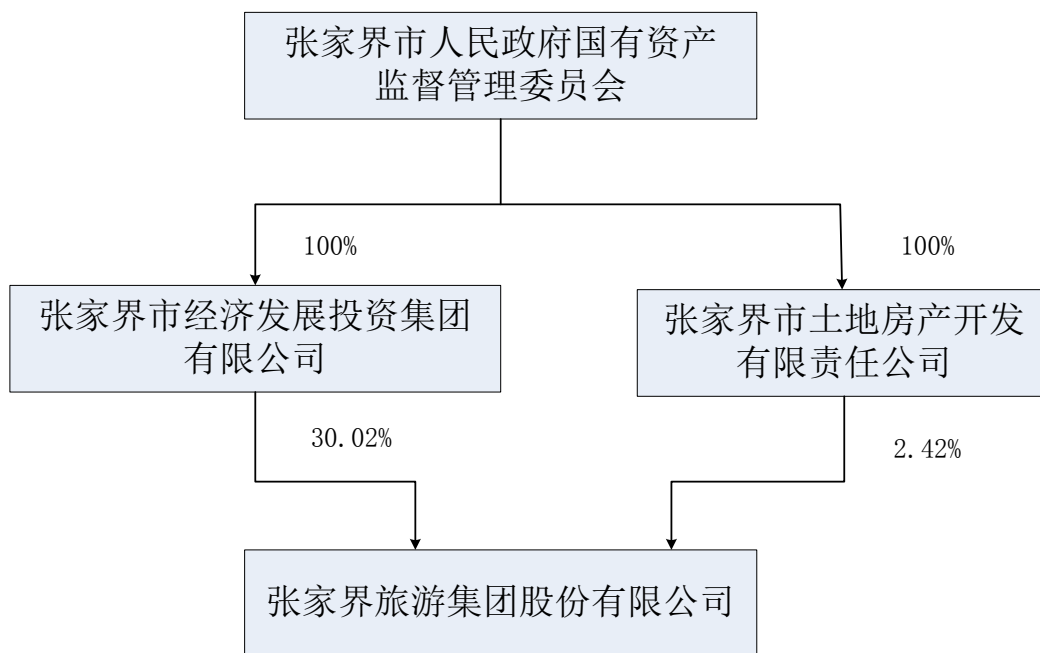 张家界市人民政府国有资产
监督管理委员会
100%
100%
张家界市经济发展投资集团
有限公司
张家界市土地房产开发
有限责任公司
30.02%
2.42%
张家界旅游集团股份有限公司